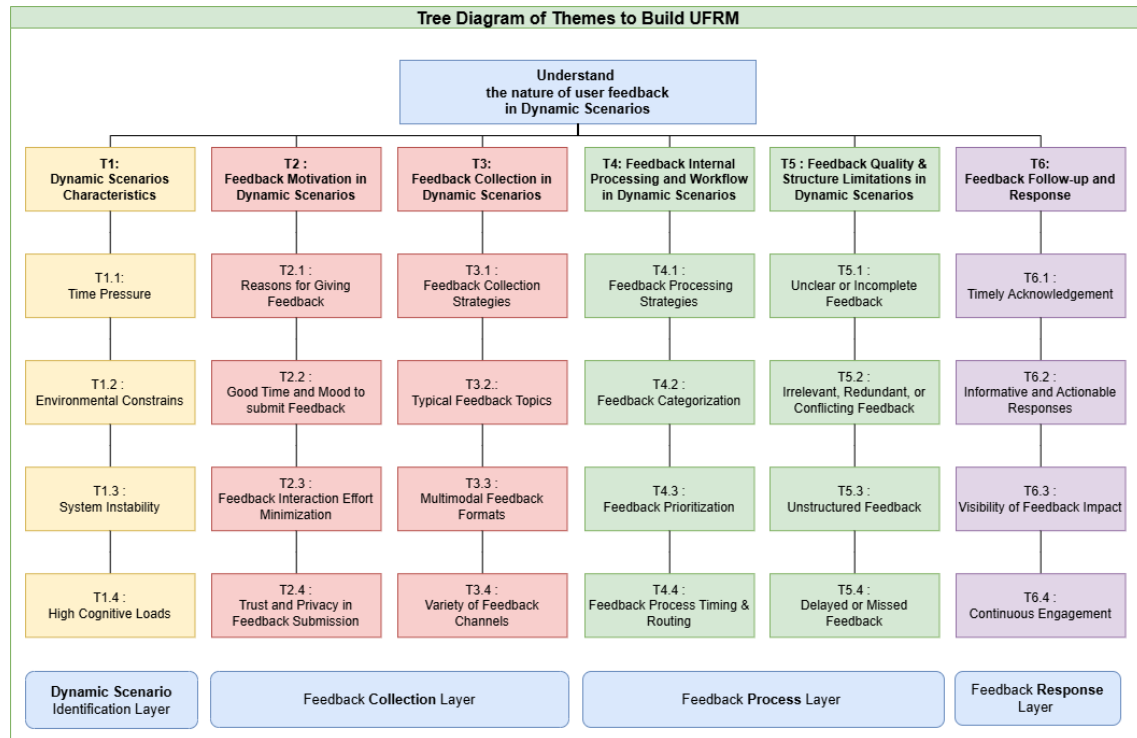 Tree Diagram of Themes to Build UFRM
Understand
the nature of user feedback
in Dynamic Scenarios
T1:
Dynamic Scenarios
Characteristics
T2 :
Feedback Motivation in
Dynamic Scenarios
T3:
Feedback Collection in
Dynamic Scenarios
T4: Feedback Internal
Processing and Workflow
in Dynamic Scenarios
T5 : Feedback Quality &
Structure Limitations in
Dynamic Scenarios
T6:
Feedback Follow-up and
Response
T1.1:
Time Pressure
T2.1 :
Reasons for Giving
Feedback
T3.1 :
Feedback Collection
Strategies
T4.1 :
Feedback Processing
Strategies
T5.1 :
Unclear or Incomplete
Feedback
T6.1 :
Timely Acknowledgement
T1.2 :
Environmental Constrains
T2.2 :
Good Time and Mood to
submit Feedback
T3.2.:
Typical Feedback Topics
T4.2 :
Feedback Categorization
T5.2 :
Irrelevant, Redundant, or
Conflicting Feedback
T6.2 :
Informative and Actionable
Responses
T1.3 :
System Instability
T2.3 :
Feedback Interaction Effort
Minimization
T3.3 :
Multimodal Feedback
Formats
T4.3 :
Feedback Prioritization
T5.3 :
Unstructured Feedback
T6.3 :
Visibility of Feedback Impact
T1.4 :
High Cognitive Loads
T2.4 :
Trust and Privacy in
Feedback Submission
T3.4 :
Variety of Feedback
Channels
T4.4 :
Feedback Process Timing &
Routing
T5.4 :
Delayed or Missed
Feedback
T6.4 :
Continuous Engagement
Dynamic Scenario
Identification Layer
Feedback Collection Layer
Feedback Process Layer
Feedback Response
Layer